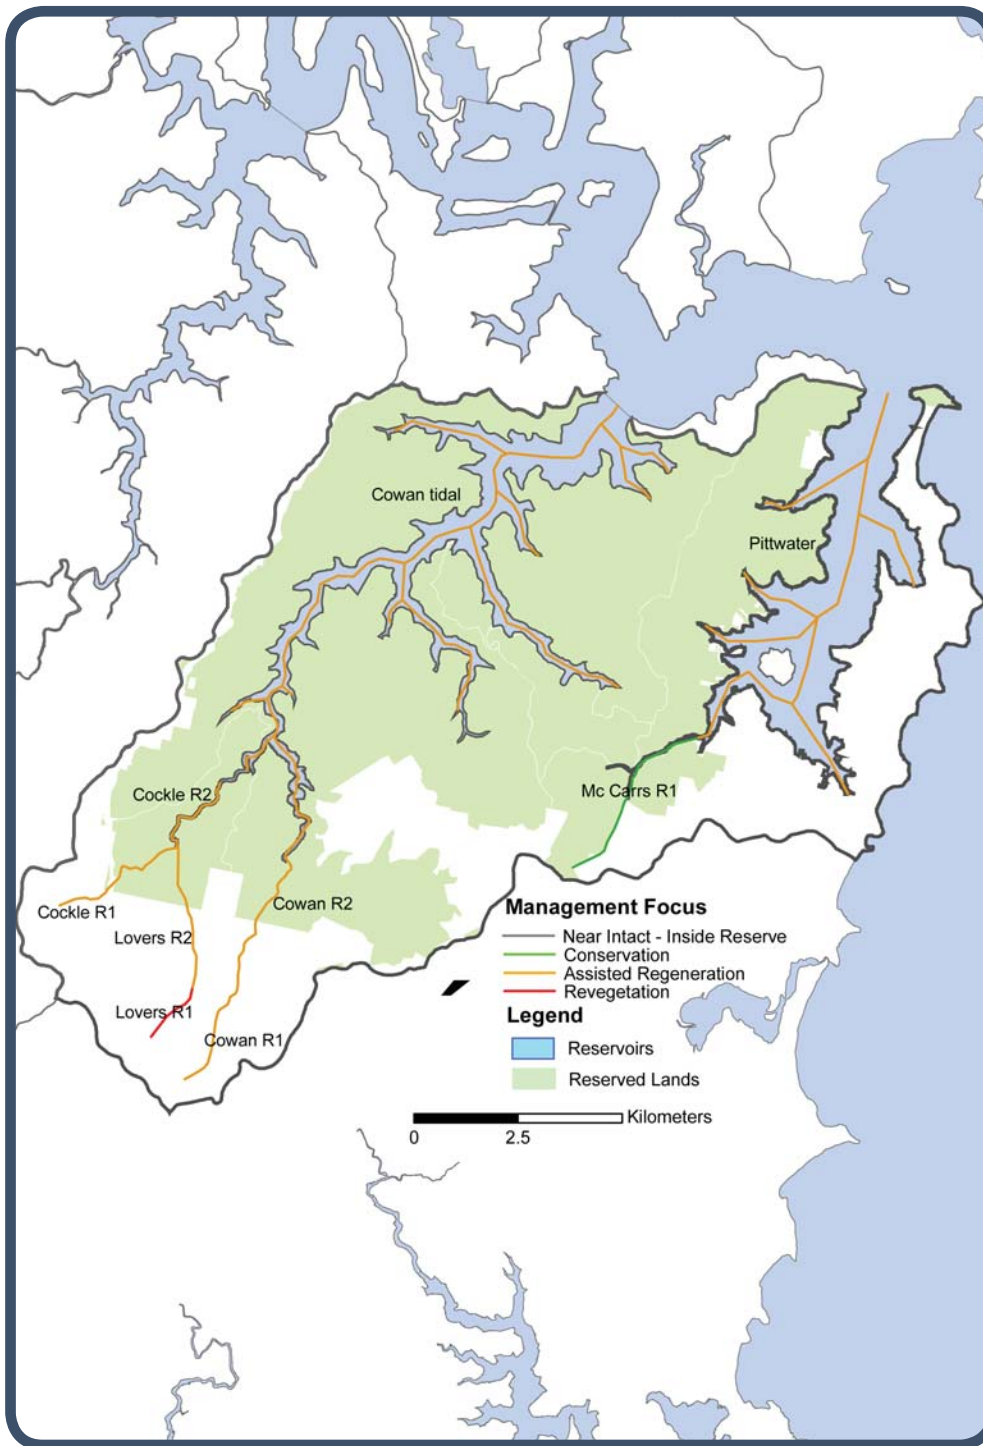 Cowan tidal
Pittwater
Cockle R2
Mc Carrs R1
Cockle R1
Cowan R2
Lovers R2
Lovers R1
Cowan R1
Management Focus
Near Intact - Inside Reserve
Conservation
Assisted Regeneration
Revegetation
Legend
Reservoirs
Reserved Lands
Kilometers
0 2.5